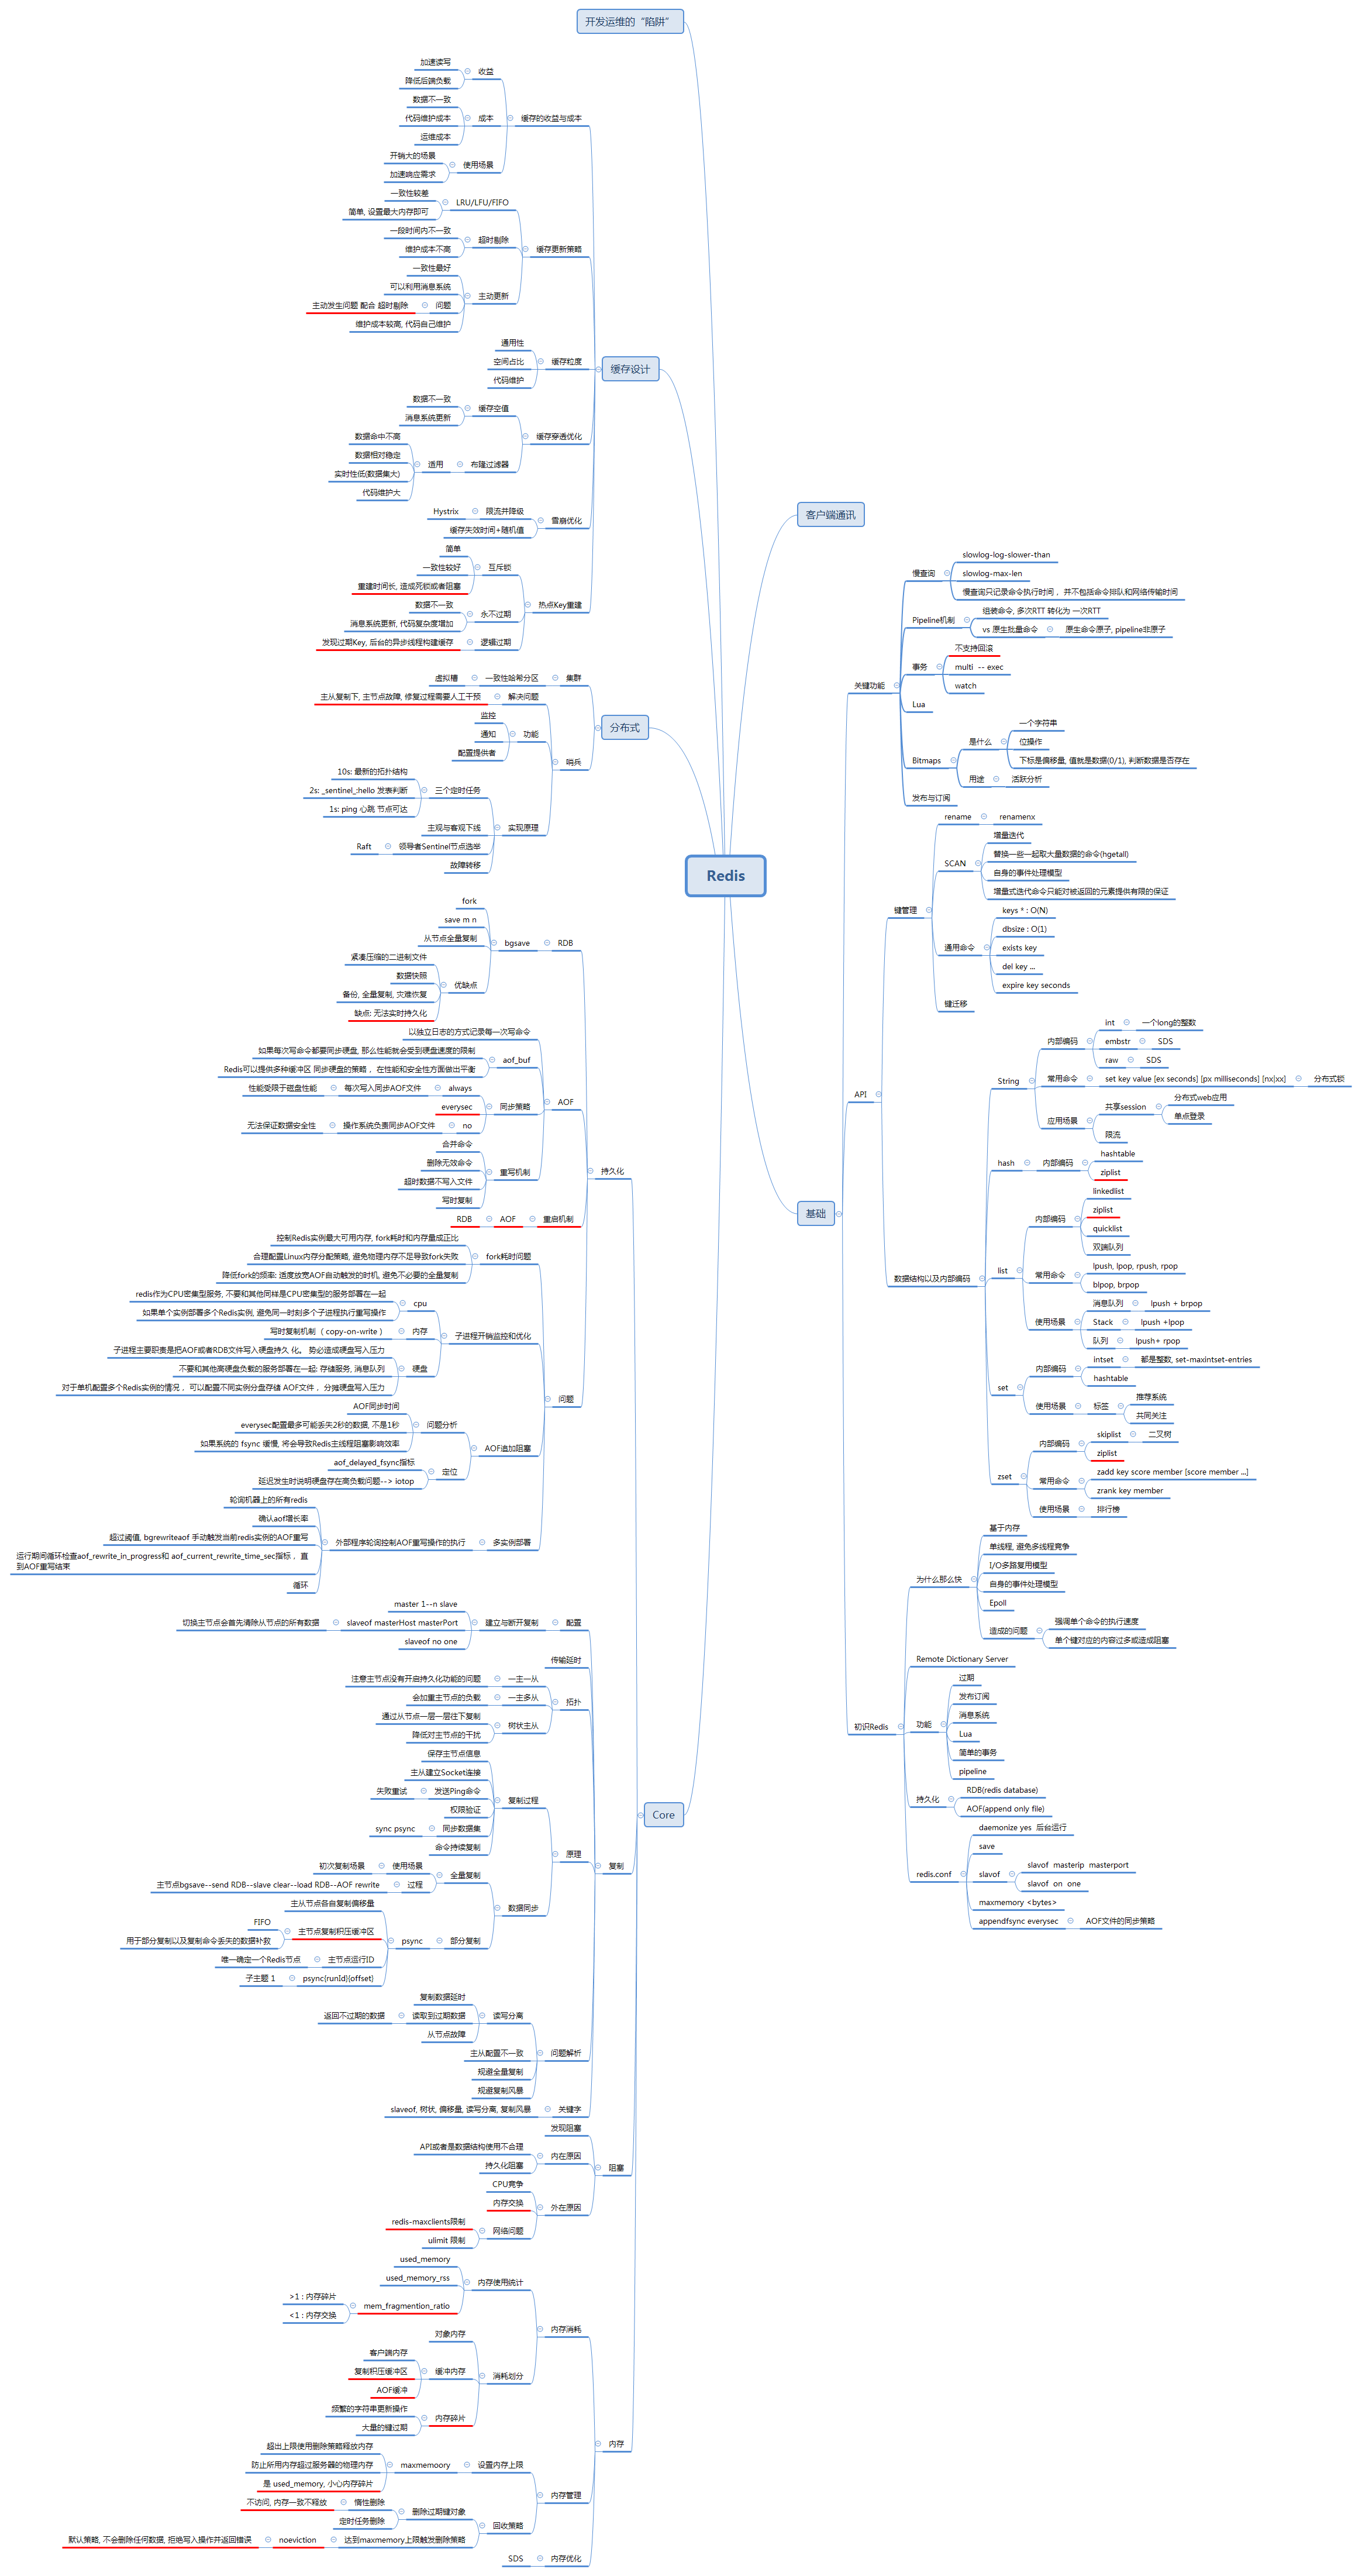 开发运维的“陷阱”
加速读写
收益
降低后端负载
数据不一致
代码维护成本
成本
缓存的收益与成本
运维成本
开销大的场景
使用场景
加速响应需求
一致性较差
LRU/LFU/FIFO
简单, 设置最大内存即可
一段时间内不一致
超时剔除
缓存更新策略
维护成本不高
一致性最好
可以利用消息系统
主动更新
主动发生问题 配合 超时剔除
问题
维护成本较高, 代码自己维护
通用性
空间占比
缓存粒度
缓存设计
代码维护
数据不一致
缓存空值
消息系统更新
缓存穿透优化
数据命中不高
数据相对稳定
适用
布隆过滤器
实时性低(数据集大)
代码维护大
Hystrix
限流并降级
雪崩优化
缓存失效时间+随机值
简单
一致性较好
互斥锁
重建时间长, 造成死锁或者阻塞
数据不一致
永不过期
热点Key重建
消息系统更新, 代码复杂度增加
发现过期Key, 后台的异步线程构建缓存
逻辑过期
虚拟槽
一致性哈希分区
集群
主从复制下, 主节点故障, 修复过程需要人工干预
解决问题
监控
通知
功能
配置提供者
哨兵
分布式
10s: 最新的拓扑结构
2s: _sentinel_:hello 发表判断
三个定时任务
1s: ping 心跳 节点可达
主观与客观下线
实现原理
Raft
领导者Sentinel节点选举
故障转移
Redis
fork
save m n
从节点全量复制
bgsave
RDB
紧凑压缩的二进制文件
数据快照
优缺点
备份, 全量复制, 灾难恢复
缺点: 无法实时持久化
以独立日志的方式记录每一次写命令
如果每次写命令都要同步硬盘, 那么性能就会受到硬盘速度的限制
aof_buf
Redis可以提供多种缓冲区 同步硬盘的策略， 在性能和安全性方面做出平衡
性能受限于磁盘性能
每次写入同步AOF文件
always
AOF
everysec
同步策略
无法保证数据安全性
操作系统负责同步AOF文件
no
合并命令
删除无效命令
重写机制
超时数据不写入文件
写时复制
持久化
RDB
AOF
重启机制
控制Redis实例最大可用内存, fork耗时和内存量成正比
合理配置Linux内存分配策略, 避免物理内存不足导致fork失败
fork耗时问题
降低fork的频率: 适度放宽AOF自动触发的时机, 避免不必要的全量复制
redis作为CPU密集型服务, 不要和其他同样是CPU密集型的服务部署在一起
cpu
如果单个实例部署多个Redis实例, 避免同一时刻多个子进程执行重写操作
写时复制机制 （copy-on-write）
内存
子进程开销监控和优化
子进程主要职责是把AOF或者RDB文件写入硬盘持久 化。 势必造成硬盘写入压力
不要和其他高硬盘负载的服务部署在一起: 存储服务, 消息队列
硬盘
对于单机配置多个Redis实例的情况， 可以配置不同实例分盘存储 AOF文件， 分摊硬盘写入压力
问题
AOF同步时间
everysec配置最多可能丢失2秒的数据, 不是1秒
问题分析
如果系统的 fsync 缓慢, 将会导致Redis主线程阻塞影响效率
AOF追加阻塞
aof_delayed_fsync指标
定位
延迟发生时说明硬盘存在高负载问题--> iotop
轮询机器上的所有redis
确认aof增长率
超过阈值, bgrewriteaof 手动触发当前redis实例的AOF重写
外部程序轮询控制AOF重写操作的执行
多实例部署
运行期间循环检查aof_rewrite_in_progress和 aof_current_rewrite_time_sec指标， 直
到AOF重写结束
循环
master 1--n slave
切换主节点会首先清除从节点的所有数据
slaveof masterHost masterPort
建立与断开复制
配置
slaveof no one
传输延时
注意主节点没有开启持久化功能的问题
一主一从
会加重主节点的负载
一主多从
拓扑
通过从节点一层一层往下复制
树状主从
降低对主节点的干扰
保存主节点信息
主从建立Socket连接
失败重试
发送Ping命令
复制过程
权限验证
sync psync
同步数据集
命令持续复制
原理
复制
Core
初次复制场景
使用场景
全量复制
主节点bgsave--send RDB--slave clear--load RDB--AOF rewrite
过程
数据同步
主从节点各自复制偏移量
FIFO
主节点复制积压缓冲区
用于部分复制以及复制命令丢失的数据补救
psync
部分复制
唯一确定一个Redis节点
主节点运行ID
子主题 1
psync{runId}{offset}
复制数据延时
返回不过期的数据
读取到过期数据
读写分离
从节点故障
主从配置不一致
问题解析
规避全量复制
规避复制风暴
slaveof, 树状, 偏移量, 读写分离, 复制风暴
关键字
发现阻塞
API或者是数据结构使用不合理
内在原因
持久化阻塞
阻塞
CPU竞争
内存交换
外在原因
redis-maxclients限制
网络问题
ulimit 限制
used_memory
used_memory_rss
内存使用统计
>1 : 内存碎片
mem_fragmention_ratio
<1 : 内存交换
内存消耗
对象内存
客户端内存
复制积压缓冲区
缓冲内存
消耗划分
AOF缓冲
频繁的字符串更新操作
内存碎片
大量的键过期
内存
超出上限使用删除策略释放内存
防止所用内存超过服务器的物理内存
maxmemoory
设置内存上限
是 used_memory, 小心内存碎片
内存管理
不访问, 内存一致不释放
惰性删除
删除过期键对象
定时任务删除
回收策略
默认策略, 不会删除任何数据, 拒绝写入操作并返回错误
noeviction
达到maxmemory上限触发删除策略
SDS
内存优化
客户端通讯
slowlog-log-slower-than
慢查询
slowlog-max-len
慢查询只记录命令执行时间， 并不包括命令排队和网络传输时间
组装命令, 多次RTT 转化为 一次RTT
Pipeline机制
vs 原生批量命令
原生命令原子, pipeline非原子
不支持回滚
事务
multi -- exec
watch
关键功能
Lua
一个字符串
是什么
位操作
Bitmaps
下标是偏移量, 值就是数据(0/1), 判断数据是否存在
用途
活跃分析
发布与订阅
rename
renamenx
增量迭代
替换一些一起取大量数据的命令(hgetall)
SCAN
自身的事件处理模型
增量式迭代命令只能对被返回的元素提供有限的保证
键管理
keys * : O(N)
dbsize : O(1)
通用命令
exists key
del key ...
expire key seconds
键迁移
int
一个long的整数
内部编码
embstr
SDS
raw
SDS
API
String
常用命令
set key value [ex seconds] [px milliseconds] [nx|xx]
分布式锁
分布式web应用
共享session
单点登录
应用场景
限流
hashtable
hash
内部编码
ziplist
基础
linkedlist
ziplist
内部编码
quicklist
双端队列
数据结构以及内部编码
list
常用命令
lpush, lpop, rpush, rpop
blpop, brpop
消息队列
lpush + brpop
使用场景
Stack
lpush +lpop
队列
lpush+ rpop
intset
都是整数, set-maxintset-entries
内部编码
hashtable
set
推荐系统
使用场景
标签
共同关注
skiplist
二叉树
内部编码
ziplist
zset
常用命令
zadd key score member [score member ...]
zrank key member
使用场景
排行榜
基于内存
单线程, 避免多线程竞争
I/O多路复用模型
为什么那么快
自身的事件处理模型
Epoll
强调单个命令的执行速度
造成的问题
单个键对应的内容过多或造成阻塞
Remote Dictionary Server
过期
发布订阅
消息系统
功能
初识Redis
Lua
简单的事务
pipeline
RDB(redis database)
持久化
AOF(append only file)
daemonize yes 后台运行
save
slavof masterip masterport
redis.conf
slavof
slavof on one
maxmemory <bytes>
appendfsync everysec
AOF文件的同步策略